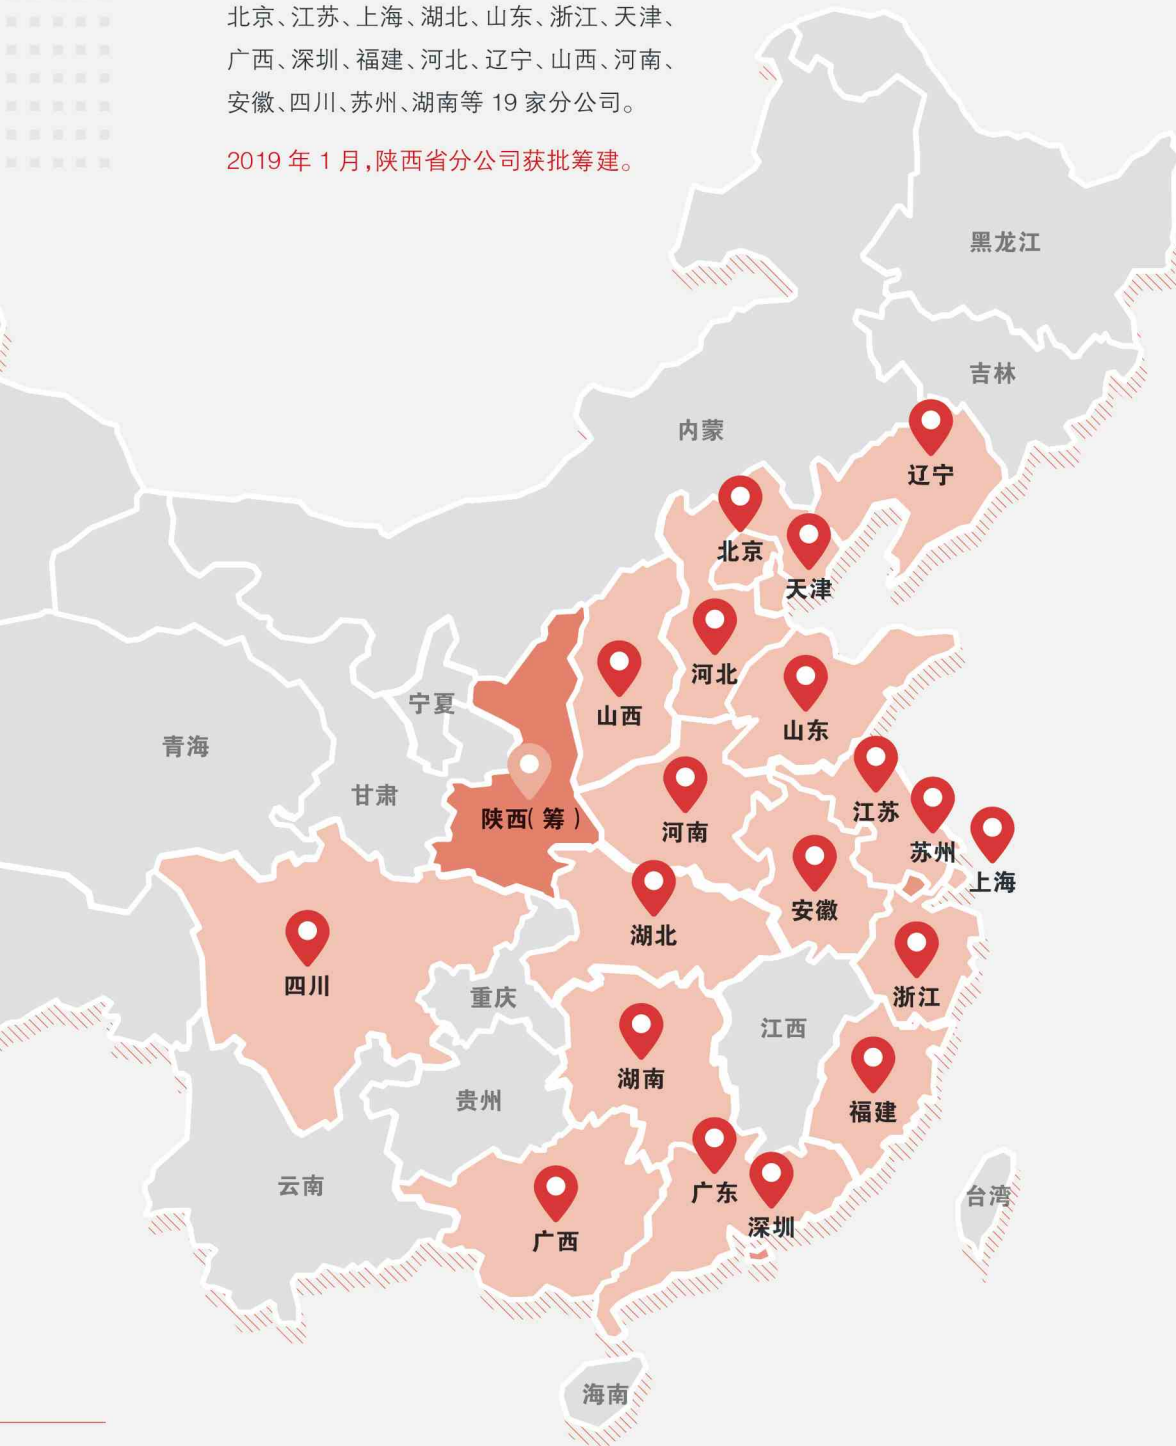 北京、江苏、上海、湖北、山东、浙江、天津、
广西、深圳、福建、河北、辽宁、山西、河南、
安徽、四川、苏州、湖南等 19 家分公司。
2019 年 1 月，陕西省分公司获批筹建。
黑龙江
吉林
内蒙
辽宁
北京
天津
河北
宁夏
山西
山东
青海
甘肃
陕西（筹）
河南
江苏
苏州
上海
安徽
湖北
四川
重庆
浙江
江西
湖南
贵州
福建
云南
广东
台湾
深圳
广西
海南